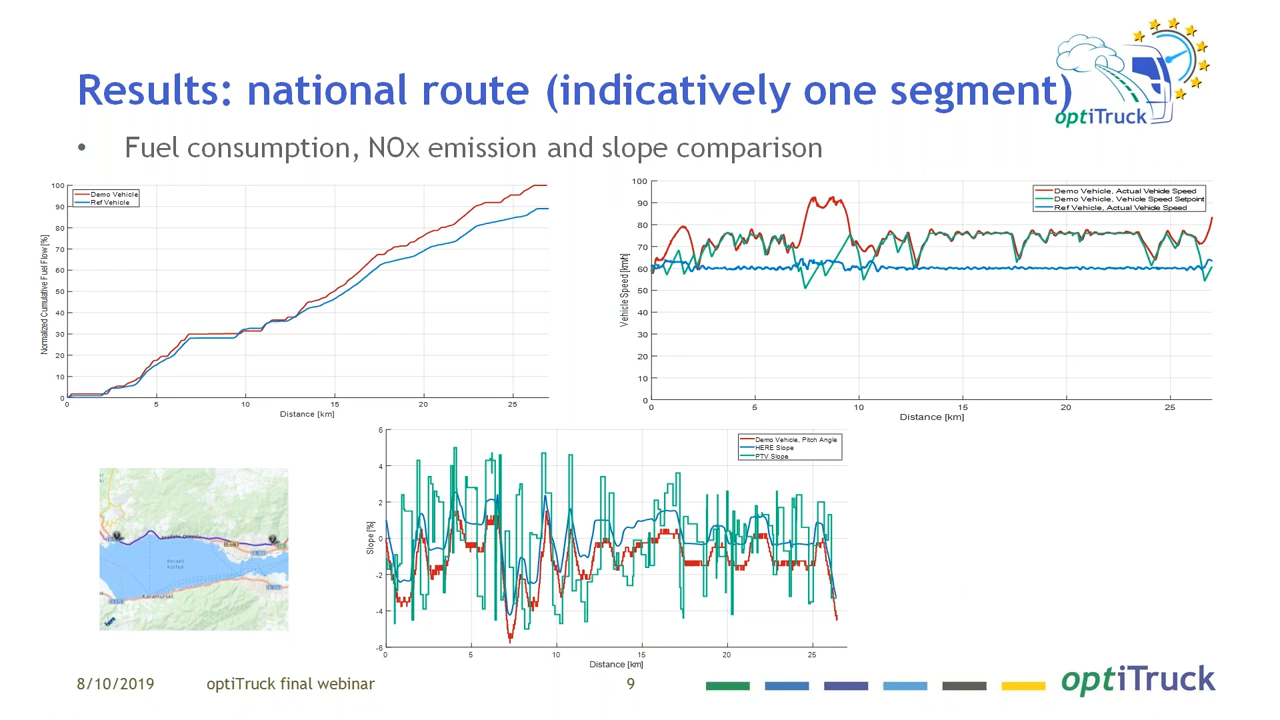 Results: national route (indicatively one segment)
optiTruck
• Fuel consumption, NOx emission and slope comparison
Demo Vehicle
Ref Vehicle
Normalized Cumulative Fuel Flow [%]
100
90
80
70
60
50
40
30
20
10
0
0 5 10 15 20 25
Distance [km]
Demo Vehicle, Actual Vehicle Speed
Demo Vehicle, Vehicle Speed Setpoint
Ref Vehicle, Actual Vehicle Speed
Vehicle Speed [km/h]
100
90
80
70
60
50
40
30
20
10
0
0 5 10 15 20 25
Distance [km]
Demo Vehicle, Pitch Angle
HERE Slope
PTV Slope
Slope [%]
6
4
2
0
-2
-4
-6
0 5 10 15 20 25
Distance [km]
Karamürsel
here
8/10/2019 optiTruck final webinar 9
optiTruck